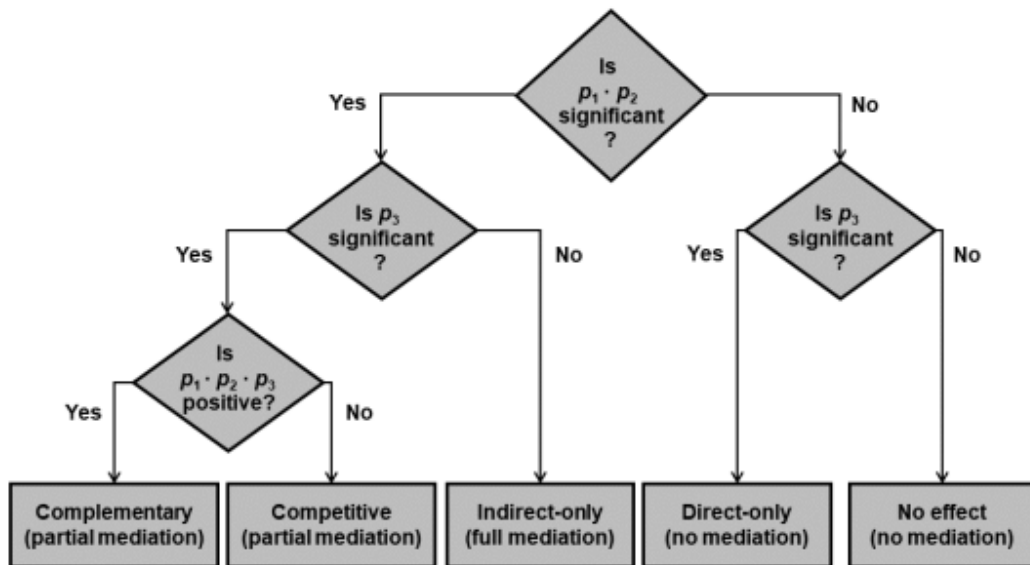 Is
p₁ · p₂
significant
?
Yes
No
Is p₃
significant
?
Yes
No
Is p₃
significant
?
Yes
No
Is
p₁ · p₂ · p₃
positive?
Yes
No
Complementary
(partial mediation)
Competitive
(partial mediation)
Indirect-only
(full mediation)
Direct-only
(no mediation)
No effect
(no mediation)